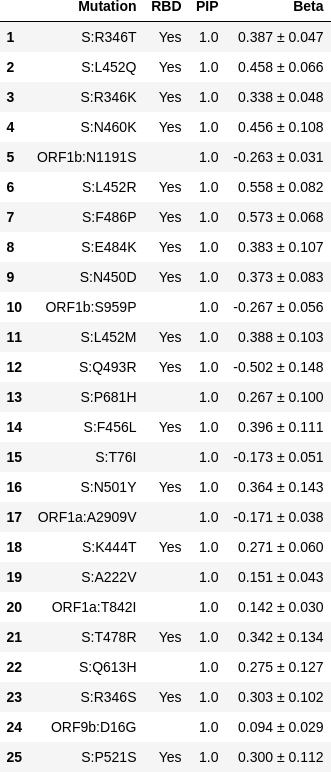 Mutation RBD PIP Beta
1 S:R346T Yes 1.0 0.387 ± 0.047
2 S:L452Q Yes 1.0 0.458 ± 0.066
3 S:R346K Yes 1.0 0.338 ± 0.048
4 S:N460K Yes 1.0 0.456 ± 0.108
5 ORF1b:N1191S 1.0 -0.263 ± 0.031
6 S:L452R Yes 1.0 0.558 ± 0.082
7 S:F486P Yes 1.0 0.573 ± 0.068
8 S:E484K Yes 1.0 0.383 ± 0.107
9 S:N450D Yes 1.0 0.373 ± 0.083
10 ORF1b:S959P 1.0 -0.267 ± 0.056
11 S:L452M Yes 1.0 0.388 ± 0.103
12 S:Q493R Yes 1.0 -0.502 ± 0.148
13 S:P681H 1.0 0.267 ± 0.100
14 S:F456L Yes 1.0 0.396 ± 0.111
15 S:T76I 1.0 -0.173 ± 0.051
16 S:N501Y Yes 1.0 0.364 ± 0.143
17 ORF1a:A2909V 1.0 -0.171 ± 0.038
18 S:K444T Yes 1.0 0.271 ± 0.060
19 S:A222V 1.0 0.151 ± 0.043
20 ORF1a:T842I 1.0 0.142 ± 0.030
21 S:T478R Yes 1.0 0.342 ± 0.134
22 S:Q613H 1.0 0.275 ± 0.127
23 S:R346S Yes 1.0 0.303 ± 0.102
24 ORF9b:D16G 1.0 0.094 ± 0.029
25 S:P521S Yes 1.0 0.300 ± 0.112